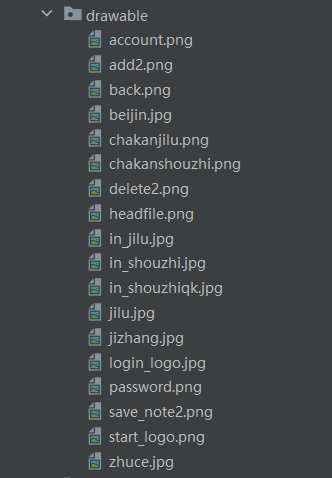 drawable
account.png
add2.png
back.png
beijin.jpg
chakanjilu.png
chakanshouzhi.png
delete2.png
headfile.png
in_jilu.jpg
in_shouzhi.jpg
in_shouzhiqk.jpg
jilu.jpg
jizhang.jpg
login_logo.jpg
password.png
save_note2.png
start_logo.png
zhuce.jpg